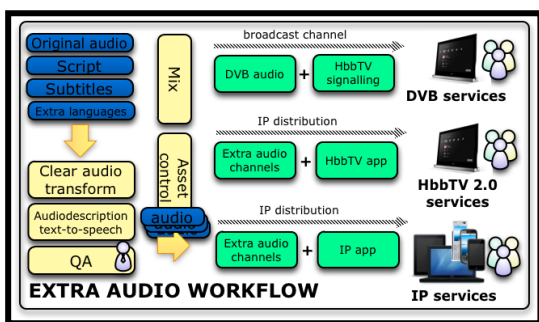 Original audio
Script
Subtitles
Extra languages
Clear audio
transform
Audiodescription
text-to-speech
QA
Mix
Asset
control
audio
broadcast channel
DVB audio
+
HbbTV
signalling
DVB services
IP distribution
Extra audio
channels
+
HbbTV app
HbbTV 2.0
services
IP distribution
Extra audio
channels
+
IP app
IP services
EXTRA AUDIO WORKFLOW